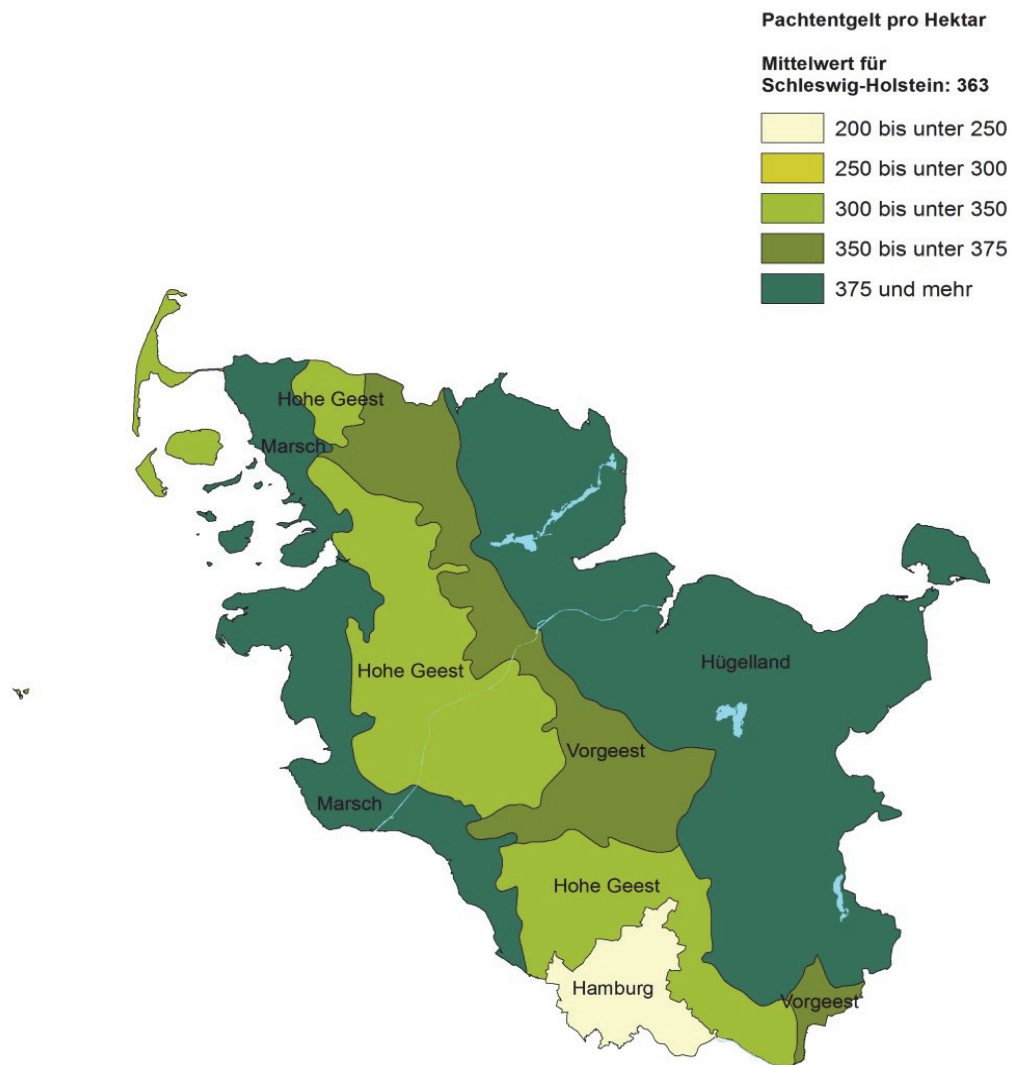 Pachtentgelt pro Hektar
Mittelwert für
Schleswig-Holstein: 363
200 bis unter 250
250 bis unter 300
300 bis unter 350
350 bis unter 375
375 und mehr
Hohe Geest
Marsch
Hohe Geest
Hügelland
Vorgeest
Marsch
Hohe Geest
Hamburg
Vorgeest